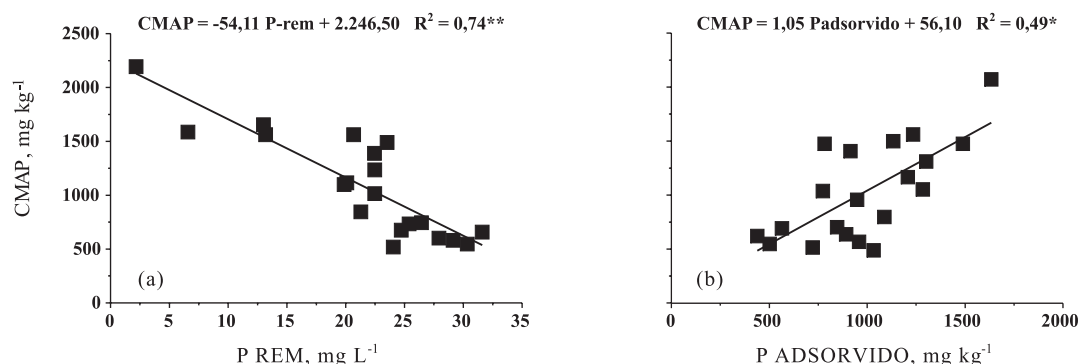 CMAP = -54,11 P-rem + 2.246,50 R² = 0,74**
CMAP, mg kg⁻¹
2500
2000
1500
1000
500
0
(a)
0 5 10 15 20 25 30 35
P REM, mg L⁻¹
CMAP = 1,05 Padsorvido + 56,10 R² = 0,49*
(b)
500 1000 1500 2000
P ADSORVIDO, mg kg⁻¹